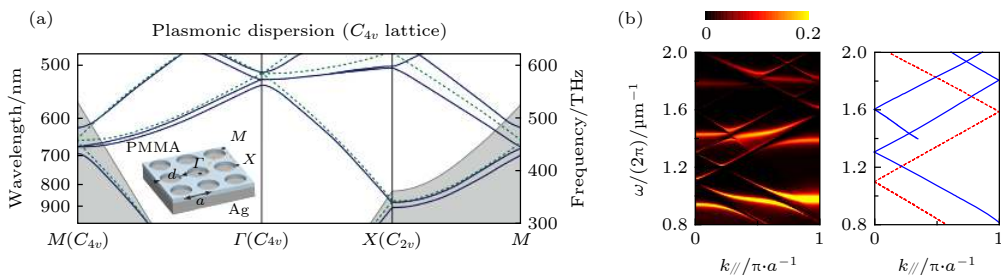 (a)
Plasmonic dispersion (C4v lattice)
Wavelength/nm
500
600
700
800
900
600
500
400
300
Frequency/THz
PMMA
M
X
Γ
d
a
Ag
M(C4v)
Γ(C4v)
X(C2v)
M
(b)
0
0.2
ω/(2π)/μm⁻¹
2.0
1.6
1.2
0.8
0
1
k⫽/π·a⁻¹
2.0
1.6
1.2
0.8
0
1
k⫽/π·a⁻¹